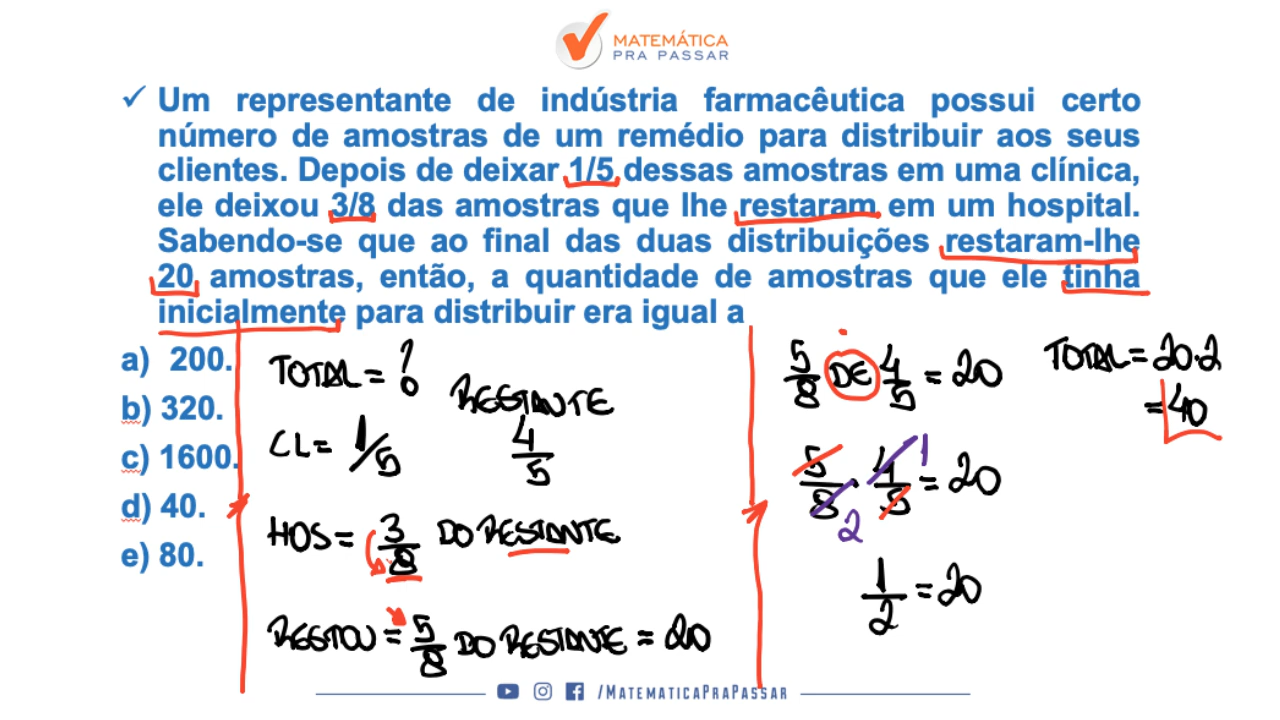 MATEMÁTICA
PRA PASSAR
✓ Um representante de indústria farmacêutica possui certo
número de amostras de um remédio para distribuir aos seus
clientes. Depois de deixar 1/5 dessas amostras em uma clínica,
ele deixou 3/8 das amostras que lhe restaram em um hospital.
Sabendo-se que ao final das duas distribuições restaram-lhe
20 amostras, então, a quantidade de amostras que ele tinha
inicialmente para distribuir era igual a
a) 200.
b) 320.
c) 1600.
d) 40.
e) 80.
TOTAL = ?
RESTANTE
CL = 1/5
4/5
HOS = 3/8 DO RESTANTE
RESTOU = 5/8 DO RESTANTE = 20
5/8 DE 4/5 = 20
5/8 · 4/5 = 20
1
2
1/2 = 20
TOTAL = 20·2
= 40
/MATEMATICAPRAPASSAR